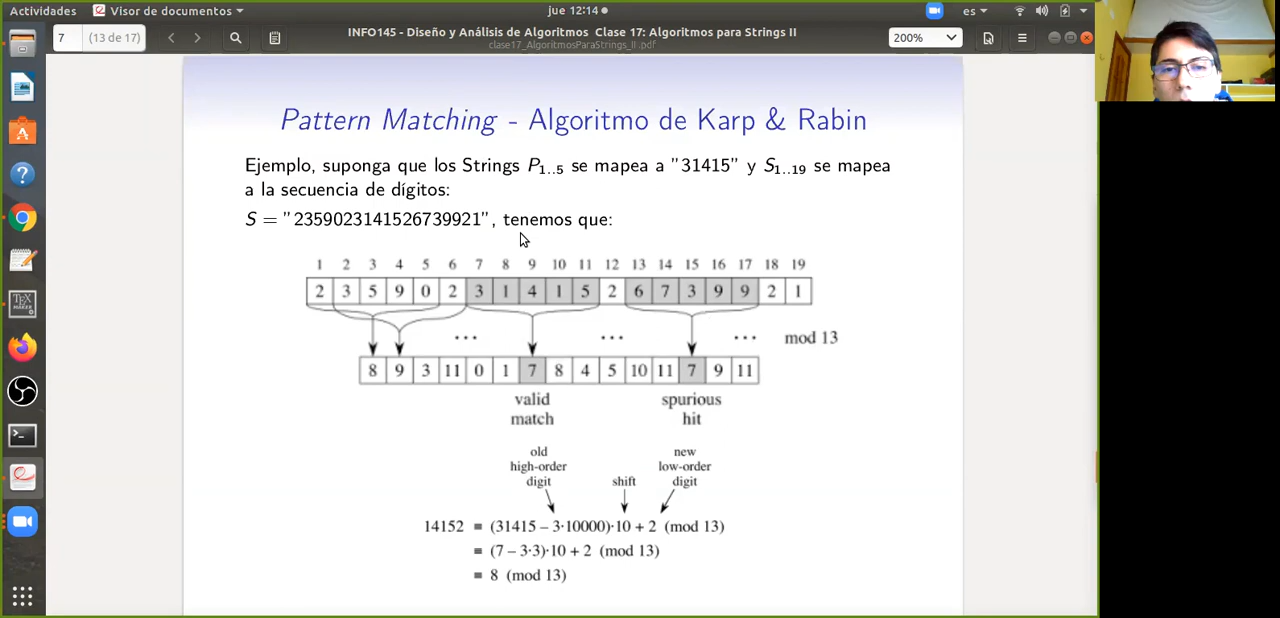 Actividades Visor de documentos jue 12:14 es
7 (13 de 17) INFO145 - Diseño y Análisis de Algoritmos Clase 17: Algoritmos para Strings II 200%
clase17_AlgoritmosParaStrings_II.pdf
Pattern Matching - Algoritmo de Karp & Rabin
Ejemplo, suponga que los Strings P1..5 se mapea a "31415" y S1..19 se mapea
a la secuencia de dígitos:
S = "2359023141526739921", tenemos que:
1 2 3 4 5 6 7 8 9 10 11 12 13 14 15 16 17 18 19
2 3 5 9 0 2 3 1 4 1 5 2 6 7 3 9 9 2 1
... ... ... mod 13
8 9 3 11 0 1 7 8 4 5 10 11 7 9 11
valid spurious
match hit
old new
high-order low-order
digit shift digit
14152 ≡ (31415 – 3·10000)·10 + 2 (mod 13)
≡ (7 – 3·3)·10 + 2 (mod 13)
≡ 8 (mod 13)